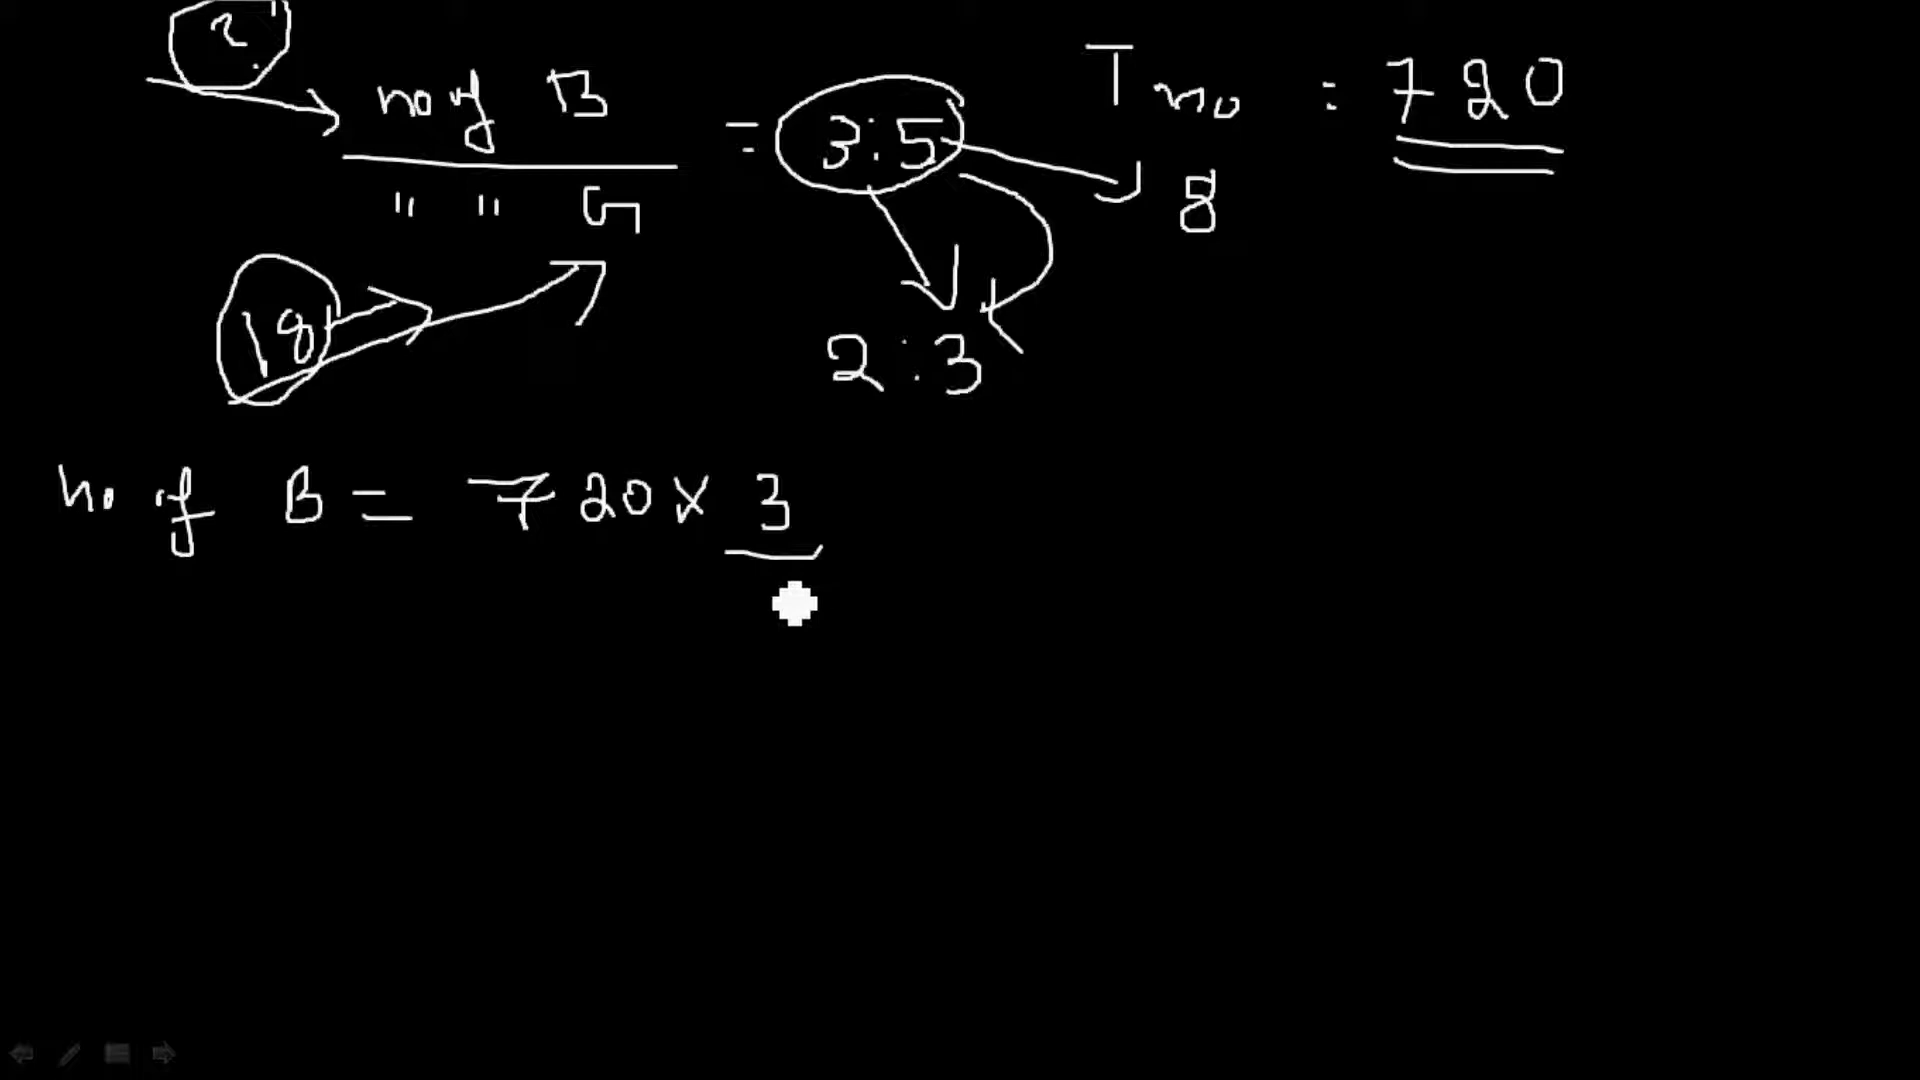 ?
no of B = 3:5
T no : 720
" " G
8
18
2:3
no of B = 720 x 3